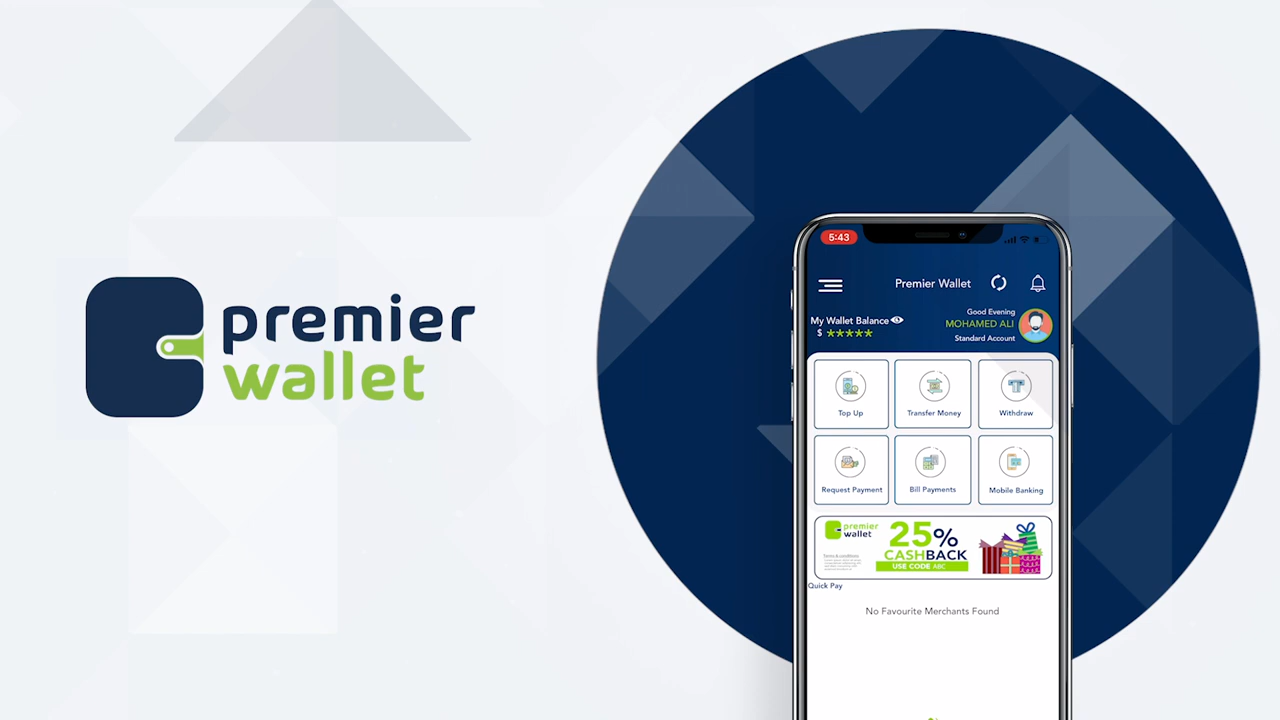 premier
wallet
5:43
Premier Wallet
My Wallet Balance
$ *****
Good Evening
MOHAMED ALI
Standard Account
Top Up
Transfer Money
Withdraw
Request Payment
Bill Payments
Mobile Banking
premier
wallet
25%
CASHBACK
USE CODE ABC
Terms & conditions
Quick Pay
No Favourite Merchants Found